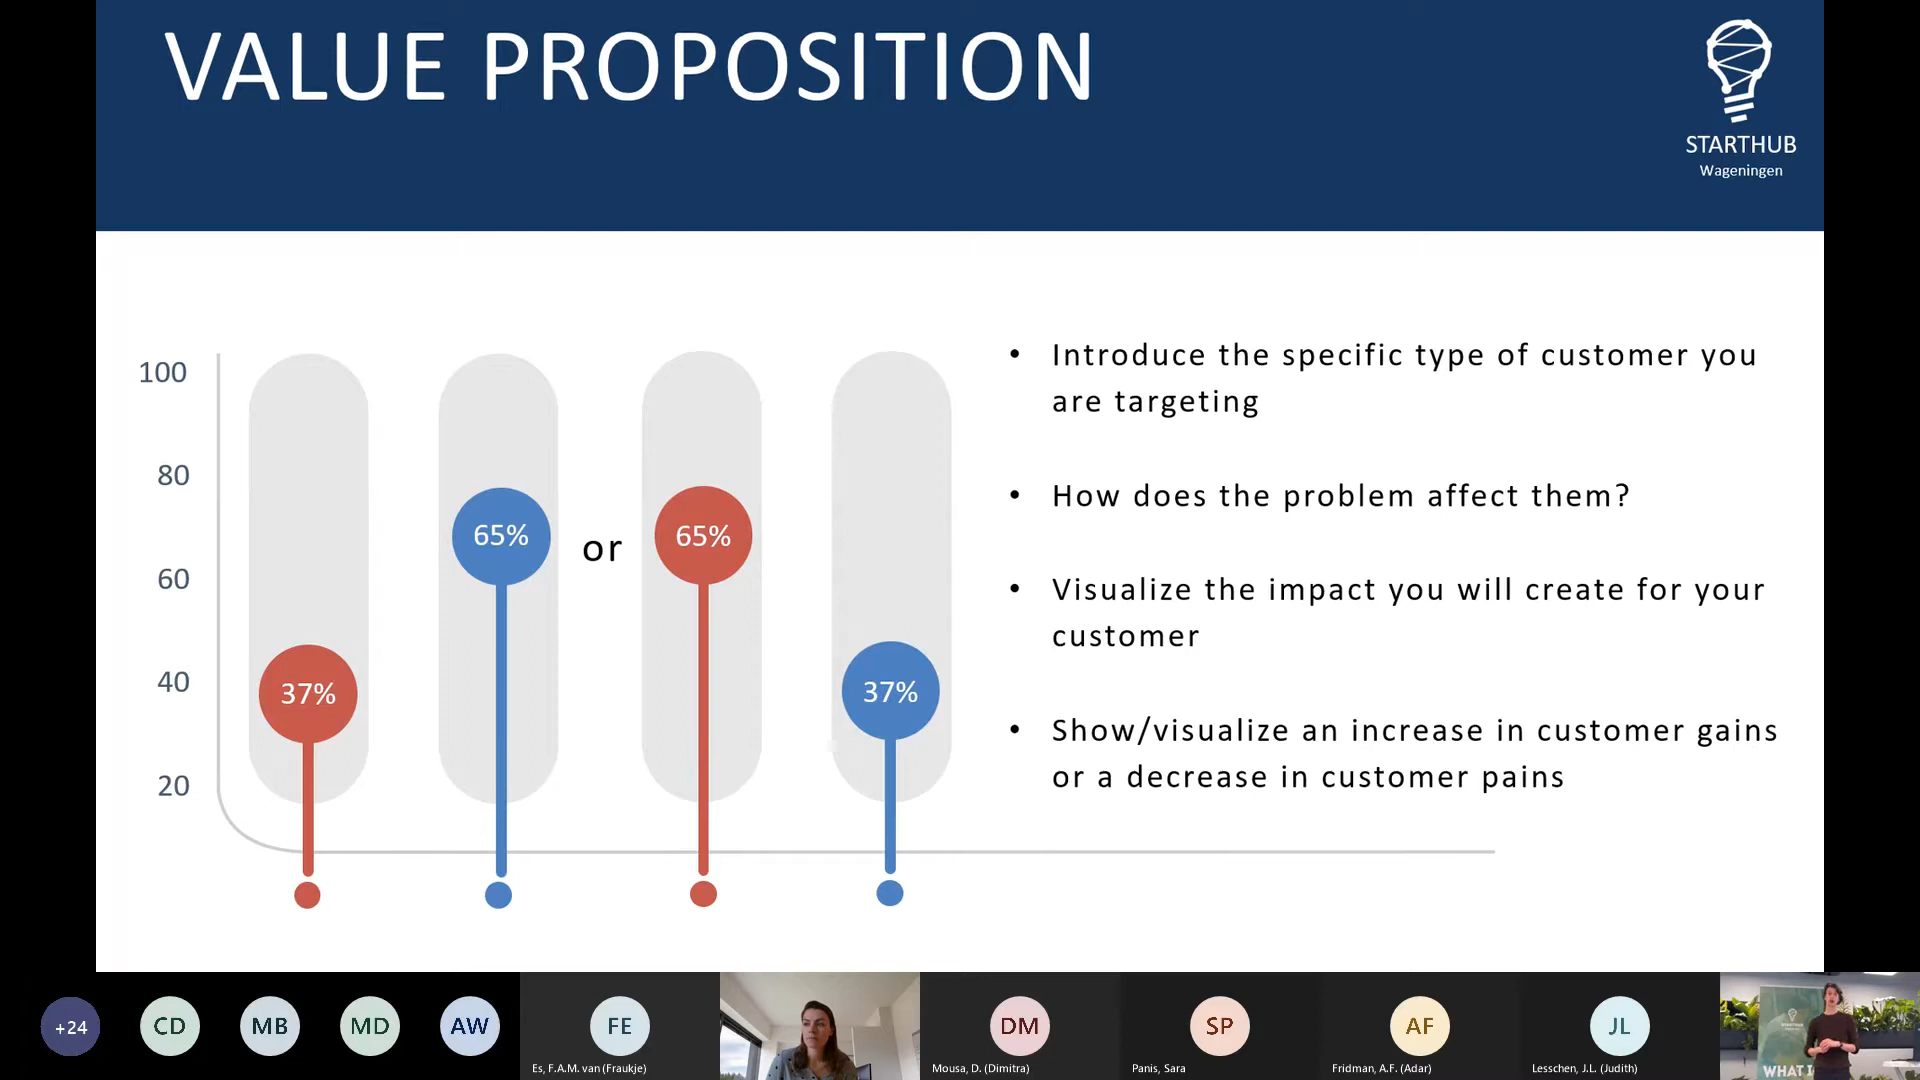 VALUE PROPOSITION
STARTHUB
Wageningen
100
80
60
40
20
37%
65%
or
65%
37%
• Introduce the specific type of customer you
are targeting
• How does the problem affect them?
• Visualize the impact you will create for your
customer
• Show/visualize an increase in customer gains
or a decrease in customer pains
+24
CD
MB
MD
AW
FE
Es, F.A.M. van (Fraukje)
DM
Mousa, D. (Dimitra)
SP
Panis, Sara
AF
Fridman, A.F. (Adar)
JL
Lesschen, J.L. (Judith)
STARTHUB
WHAT